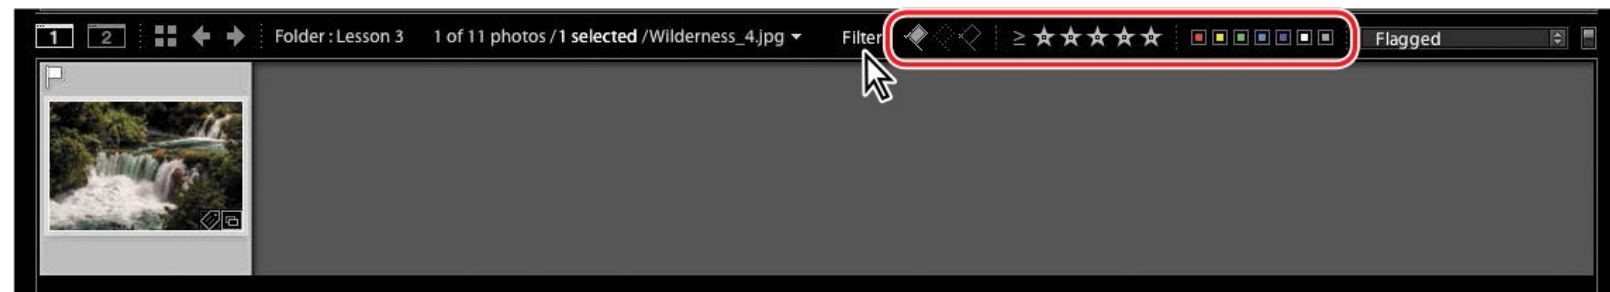 1 2 Folder : Lesson 3 1 of 11 photos / 1 selected / Wilderness_4.jpg Filter ≥ Flagged